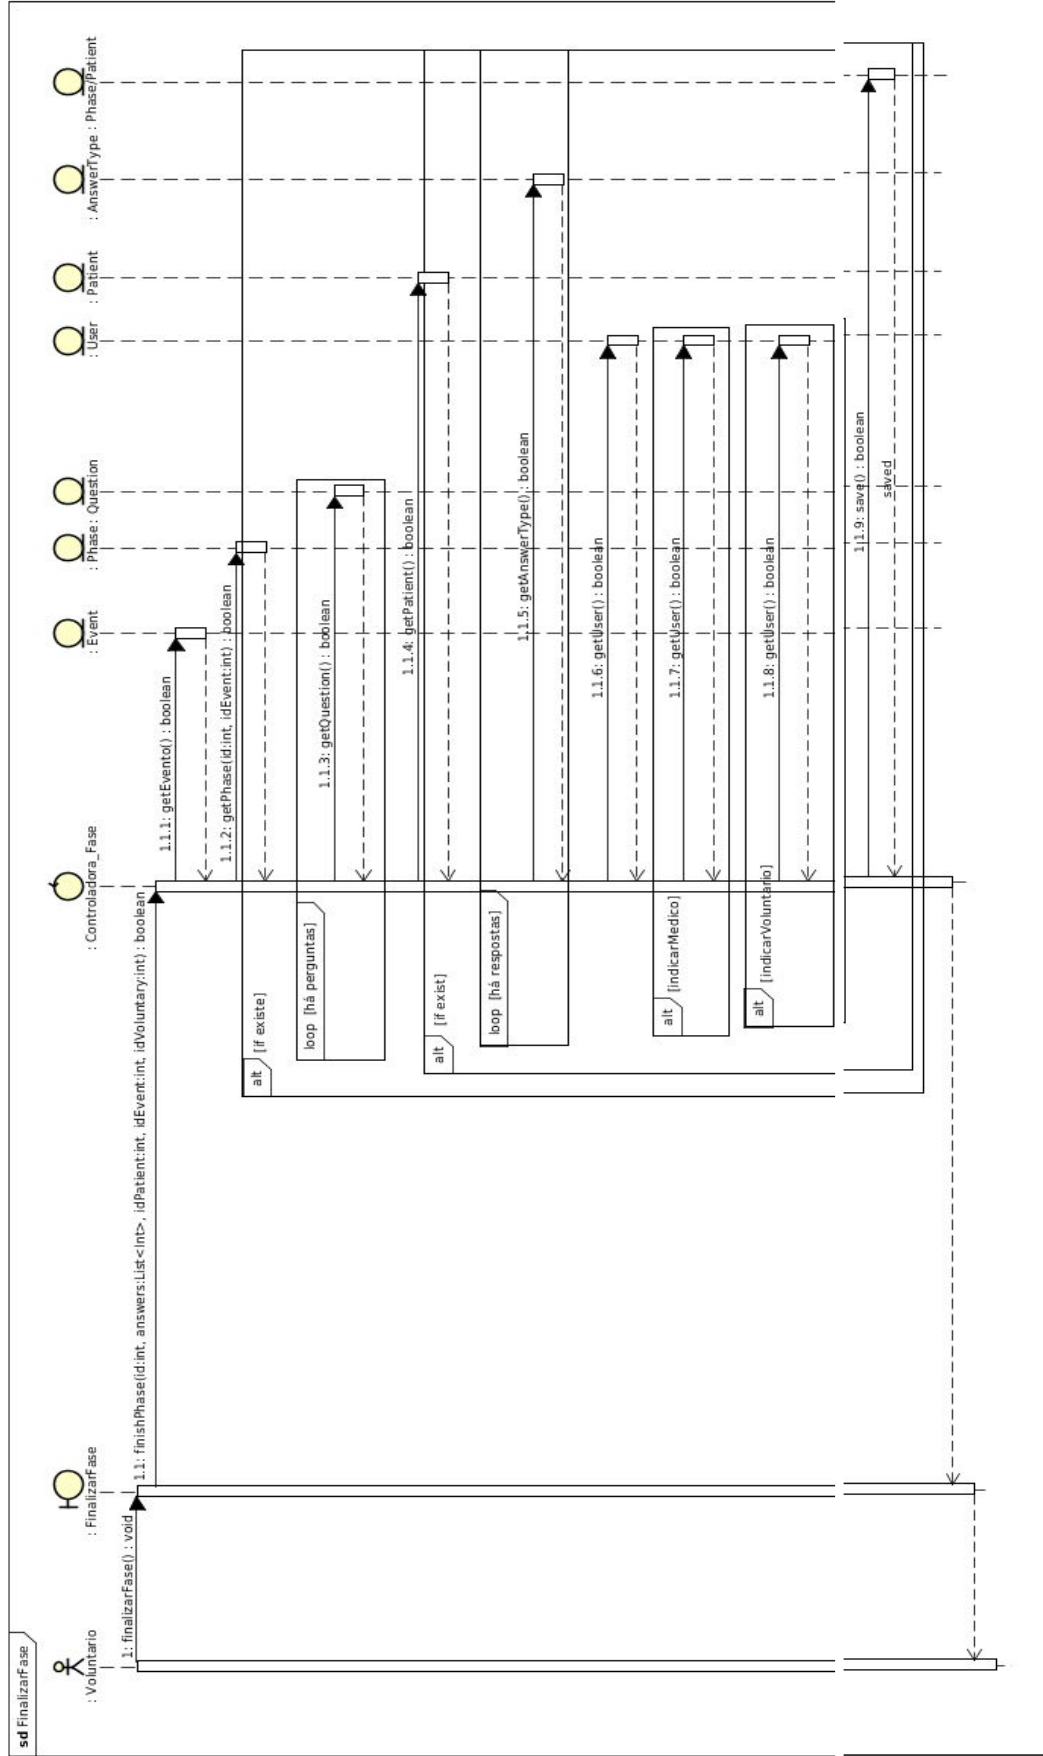 sd FinalizarFase
: Voluntario
: FinalizarFase
: Controladora_Fase
: Event
: Phase
: Question
: User
: Patient
: AnswerType
: Phase/Patient
1: finalizarFase() : void
1.1: finishPhase(id:int, answers:List<Int>, idPatient:int, idEvent:int, idVoluntary:int) : boolean
1.1.1: getEvento() : boolean
1.1.2: getPhase(id:int, idEvent:int) : boolean
alt [if existe]
loop [há perguntas]
1.1.3: getQuestion() : boolean
1.1.4: getPatient() : boolean
alt [if exist]
loop [há respostas]
1.1.5: getAnswerType() : boolean
1.1.6: getUser() : boolean
alt [indicarMedico]
1.1.7: getUser() : boolean
alt [indicarVoluntario]
1.1.8: getUser() : boolean
1.1.9: save() : boolean
saved